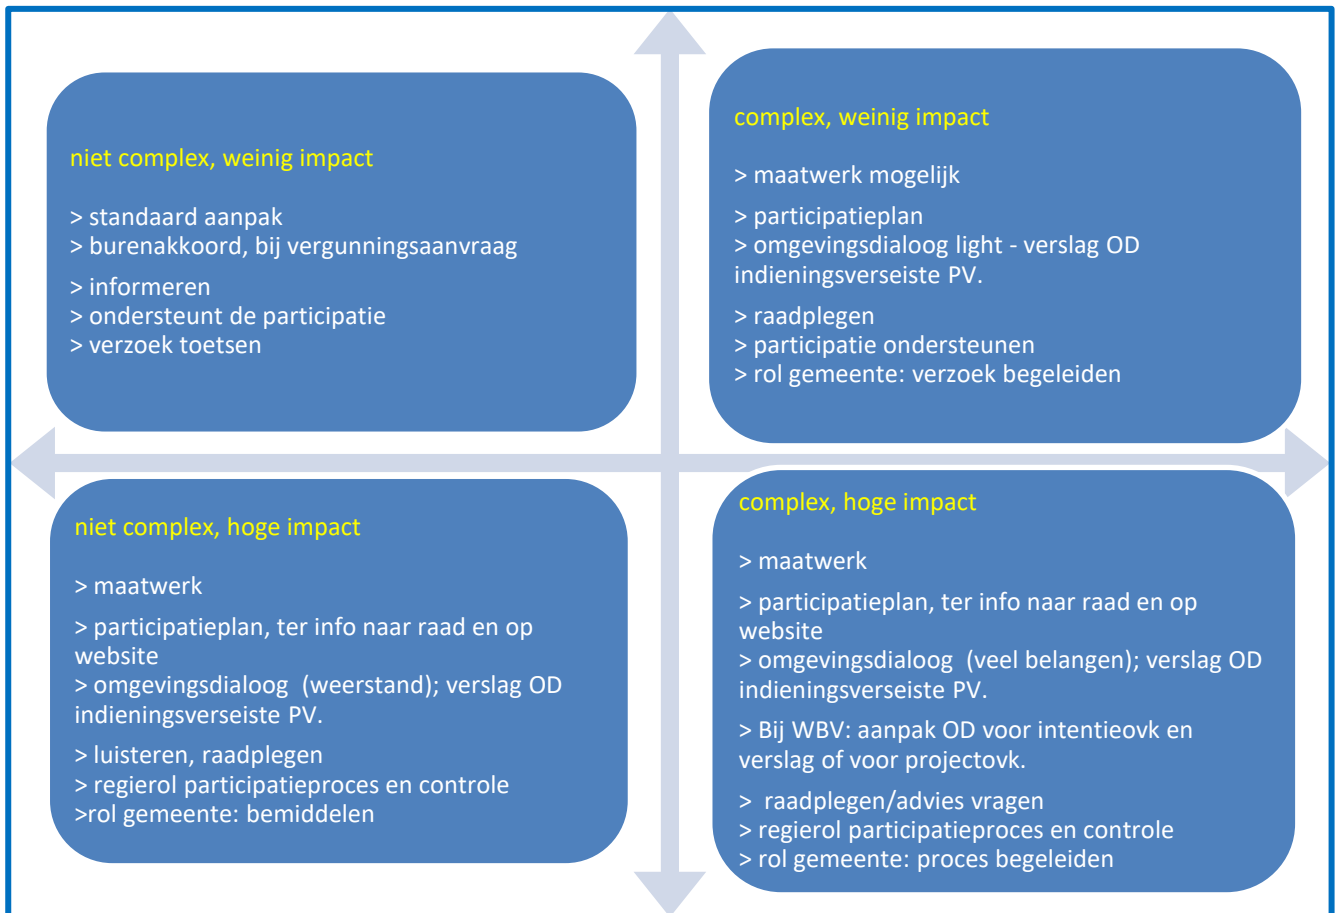 niet complex, weinig impact
> standaard aanpak
> burenakkoord, bij vergunningsaanvraag
> informeren
> ondersteunt de participatie
> verzoek toetsen
complex, weinig impact
> maatwerk mogelijk
> participatieplan
> omgevingsdialoog light - verslag OD
indieningsverseiste PV.
> raadplegen
> participatie ondersteunen
> rol gemeente: verzoek begeleiden
niet complex, hoge impact
> maatwerk
> participatieplan, ter info naar raad en op
website
> omgevingsdialoog  (weerstand); verslag OD
indieningsverseiste PV.
> luisteren, raadplegen
> regierol participatieproces en controle
>rol gemeente: bemiddelen
complex, hoge impact
> maatwerk
> participatieplan, ter info naar raad en op
website
> omgevingsdialoog  (veel belangen); verslag OD
indieningsverseiste PV.
> Bij WBV: aanpak OD voor intentieovk en
verslag of voor projectovk.
>  raadplegen/advies vragen
> regierol participatieproces en controle
> rol gemeente: proces begeleiden